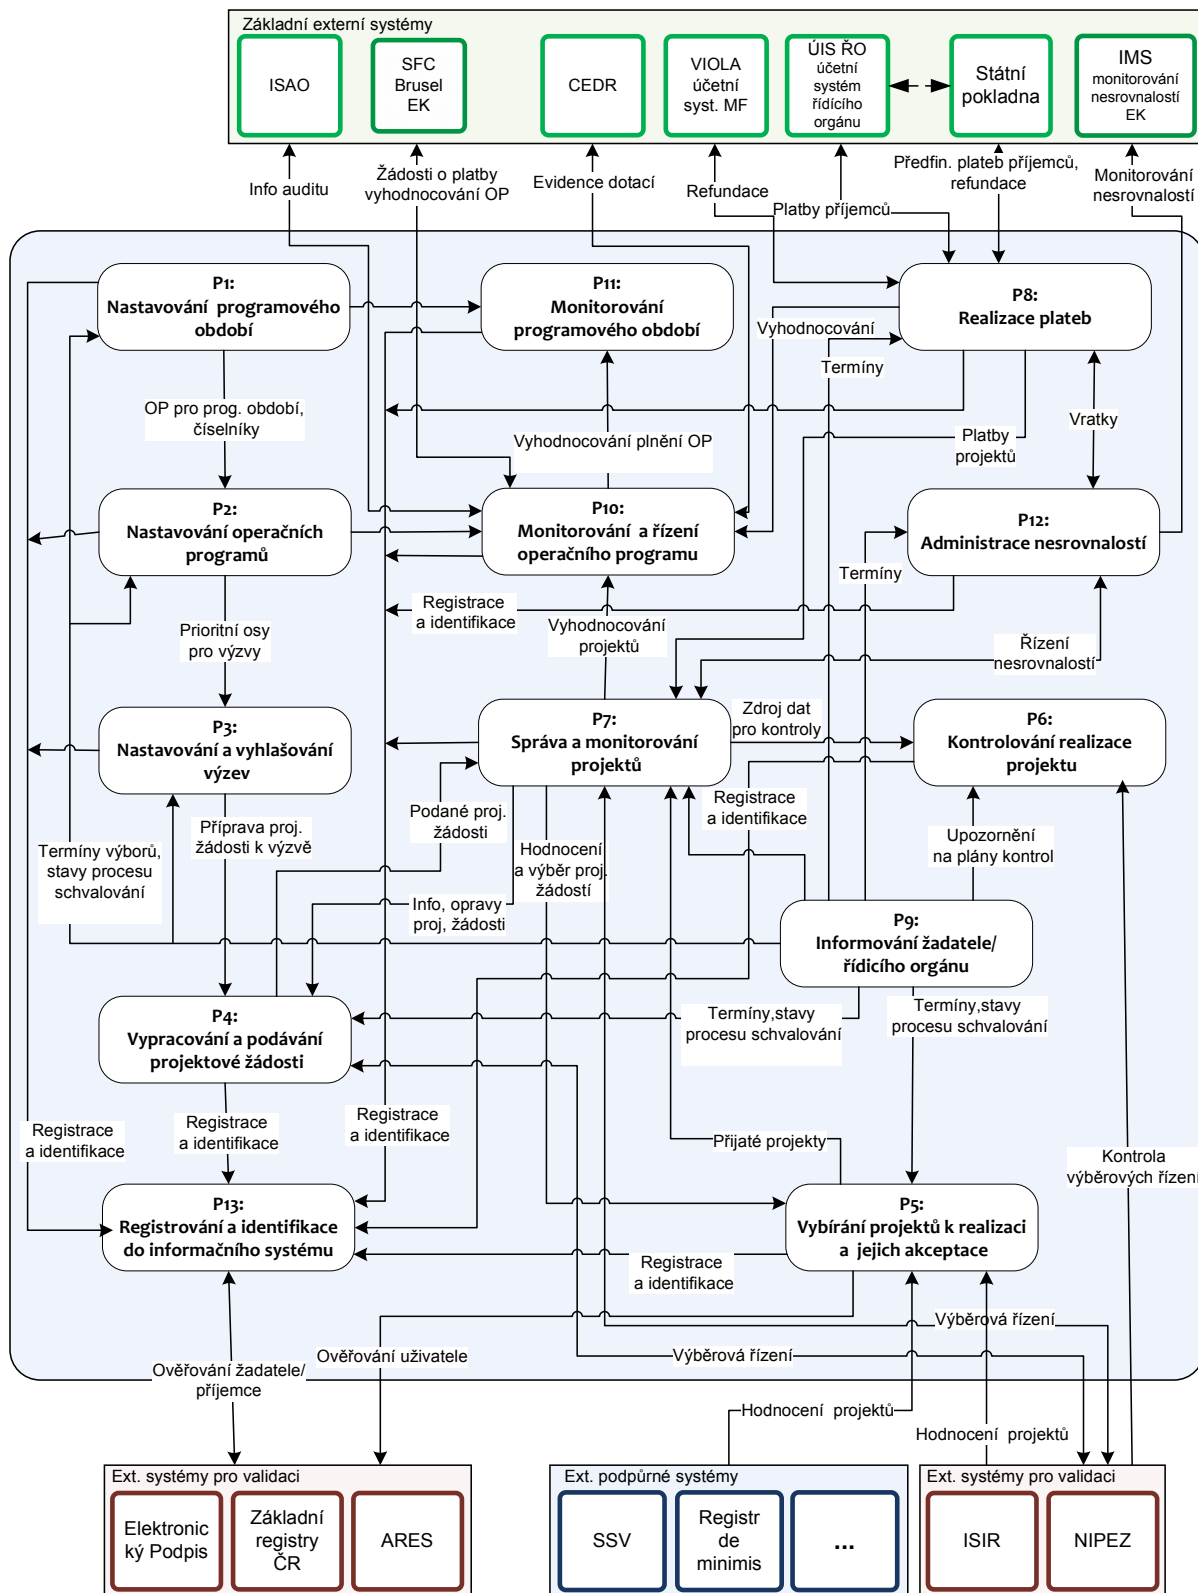 Základní externí systémy
ISAO
SFC
Brusel
EK
CEDR
VIOLA
účetní
syst. MF
ÚIS ŘO
účetní
systém
řídícího
orgánu
Státní
pokladna
IMS
monitorování
nesrovnalostí
EK
Info auditu
Žádosti o platby
vyhodnocování OP
Evidence dotací
Refundace
Platby příjemců
Předfin. plateb příjemců,
refundace
Monitorování
nesrovnalostí
P1:
Nastavování programového
období
P11:
Monitorování
programového období
P8:
Realizace plateb
Vyhodnocování
Termíny
OP pro prog. období,
číselníky
Vyhodnocování plnění OP
Platby
projektů
Vratky
P2:
Nastavování operačních
programů
P10:
Monitorování a řízení
operačního programu
P12:
Administrace nesrovnalostí
Termíny
Registrace
a identifikace
Prioritní osy
pro výzvy
Vyhodnocování
projektů
Řízení
nesrovnalostí
P3:
Nastavování a vyhlašování
výzev
P7:
Správa a monitorování
projektů
Zdroj dat
pro kontroly
P6:
Kontrolování realizace
projektu
Registrace
a identifikace
Podané proj.
žádosti
Příprava proj.
žádosti k výzvě
Termíny výborů,
stavy procesu
schvalování
Hodnocení
a výběr proj.
žádostí
Upozornění
na plány kontrol
Info, opravy
proj, žádosti
P9:
Informování žadatele/
řídicího orgánu
P4:
Vypracování a podávání
projektové žádosti
Termíny,stavy
procesu schvalování
Termíny,stavy
procesu schvalování
Registrace
a identifikace
Registrace
a identifikace
Registrace
a identifikace
Přijaté projekty
Kontrola
výběrových řízení
P13:
Registrování a identifikace
do informačního systému
P5:
Vybírání projektů k realizaci
a jejich akceptace
Registrace
a identifikace
Výběrová řízení
Ověřování uživatele
Výběrová řízení
Ověřování žadatele/
příjemce
Hodnocení projektů
Hodnocení projektů
Ext. systémy pro validaci
Elektronic
ký Podpis
Základní
registry
ČR
ARES
Ext. podpůrné systémy
SSV
Registr
de
minimis
...
Ext. systémy pro validaci
ISIR
NIPEZ